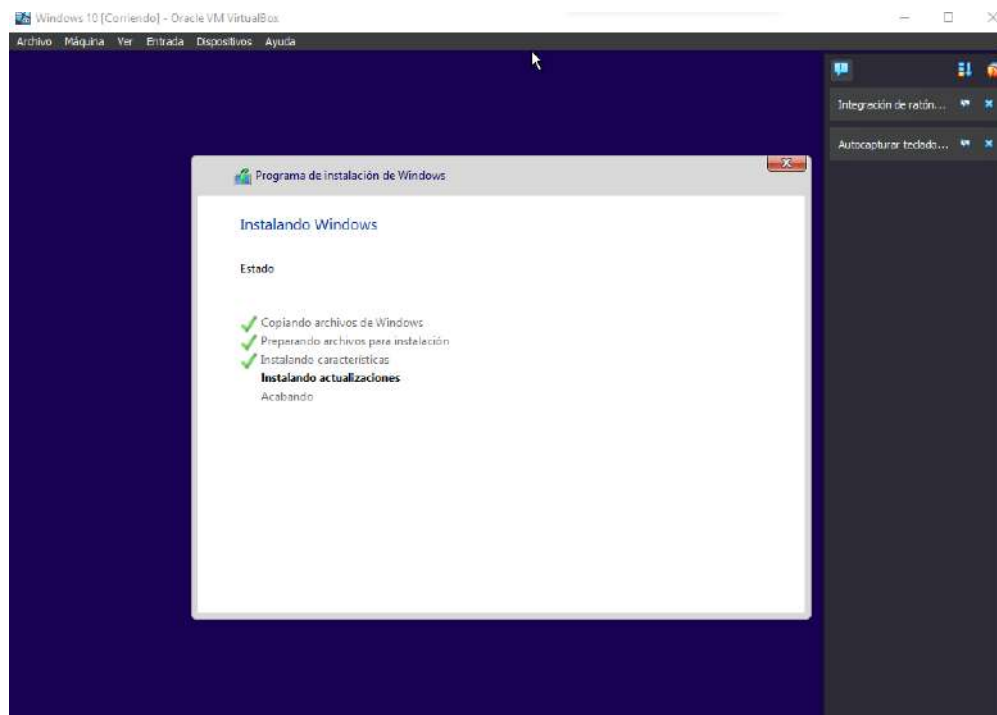 Windows 10 [Corriendo] - Oracle VM VirtualBox
Archivo Máquina Ver Entrada Dispositivos Ayuda
Integración de ratón...
Autocapturar teclado...
Programa de instalación de Windows
Instalando Windows
Estado
Copiando archivos de Windows
Preparando archivos para instalación
Instalando características
Instalando actualizaciones
Acabando